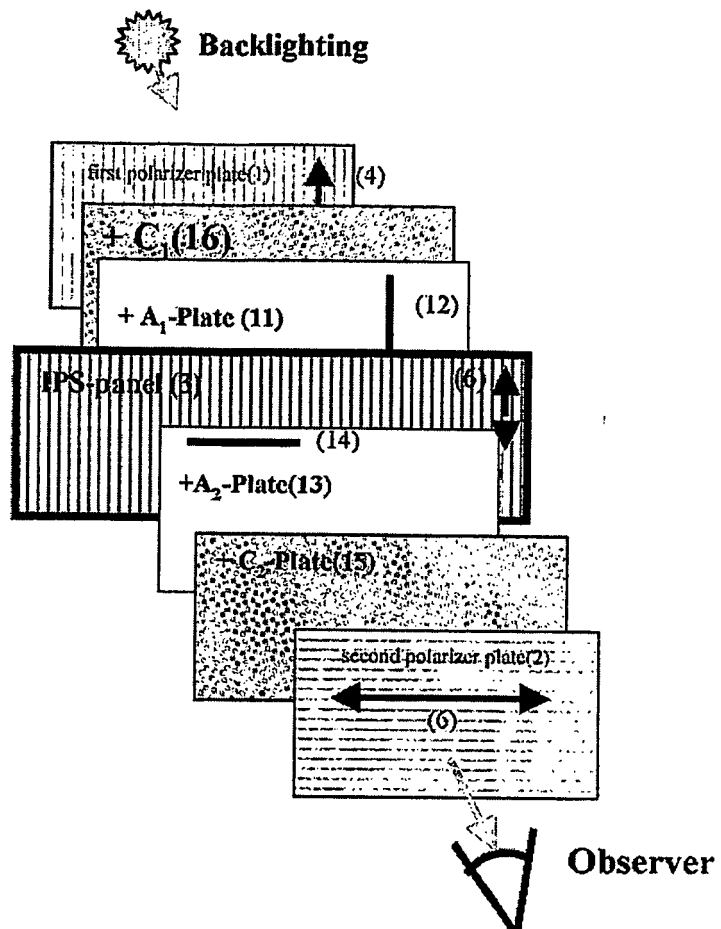 Backlighting
first polarizer plate(1)
(4)
+ C₁(16)
+ A₁-Plate (11)
(12)
IPS-panel (3)
(6)
(14)
+A₂-Plate(13)
+ C₂-Plate(15)
second polarizer plate(2)
(6)
Observer